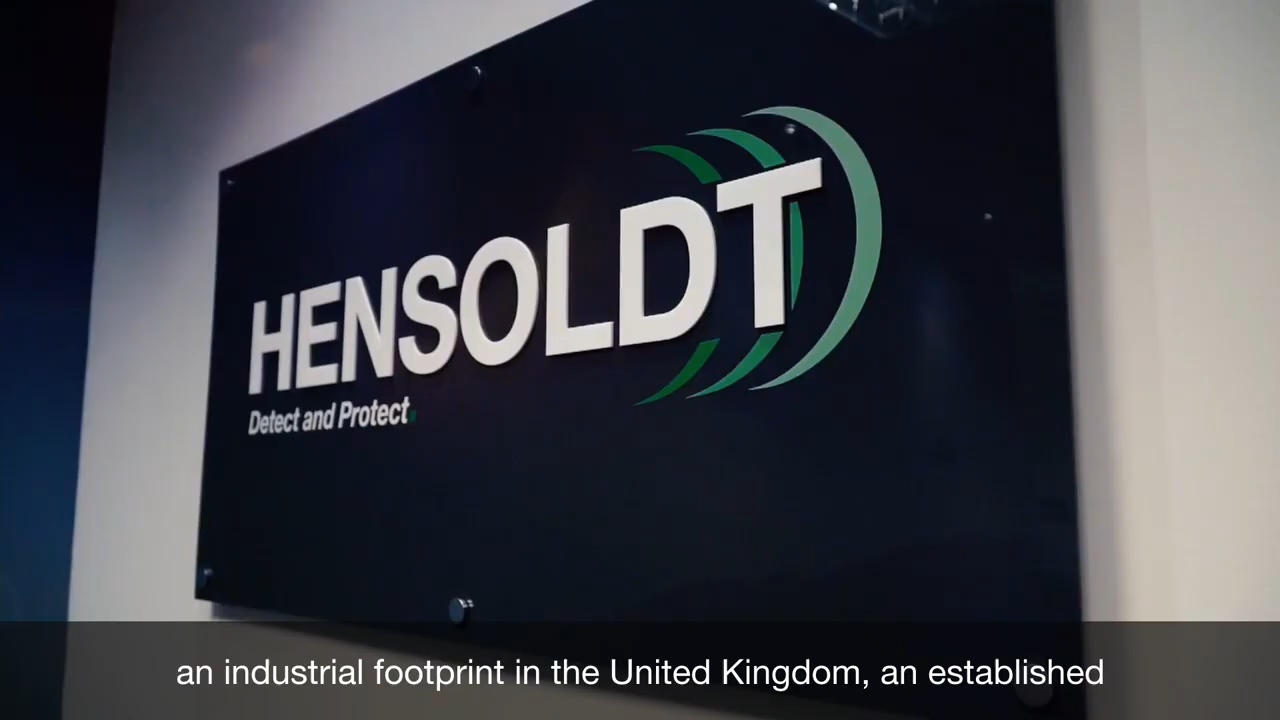 HENSOLDT
Detect and Protect.
an industrial footprint in the United Kingdom, an established